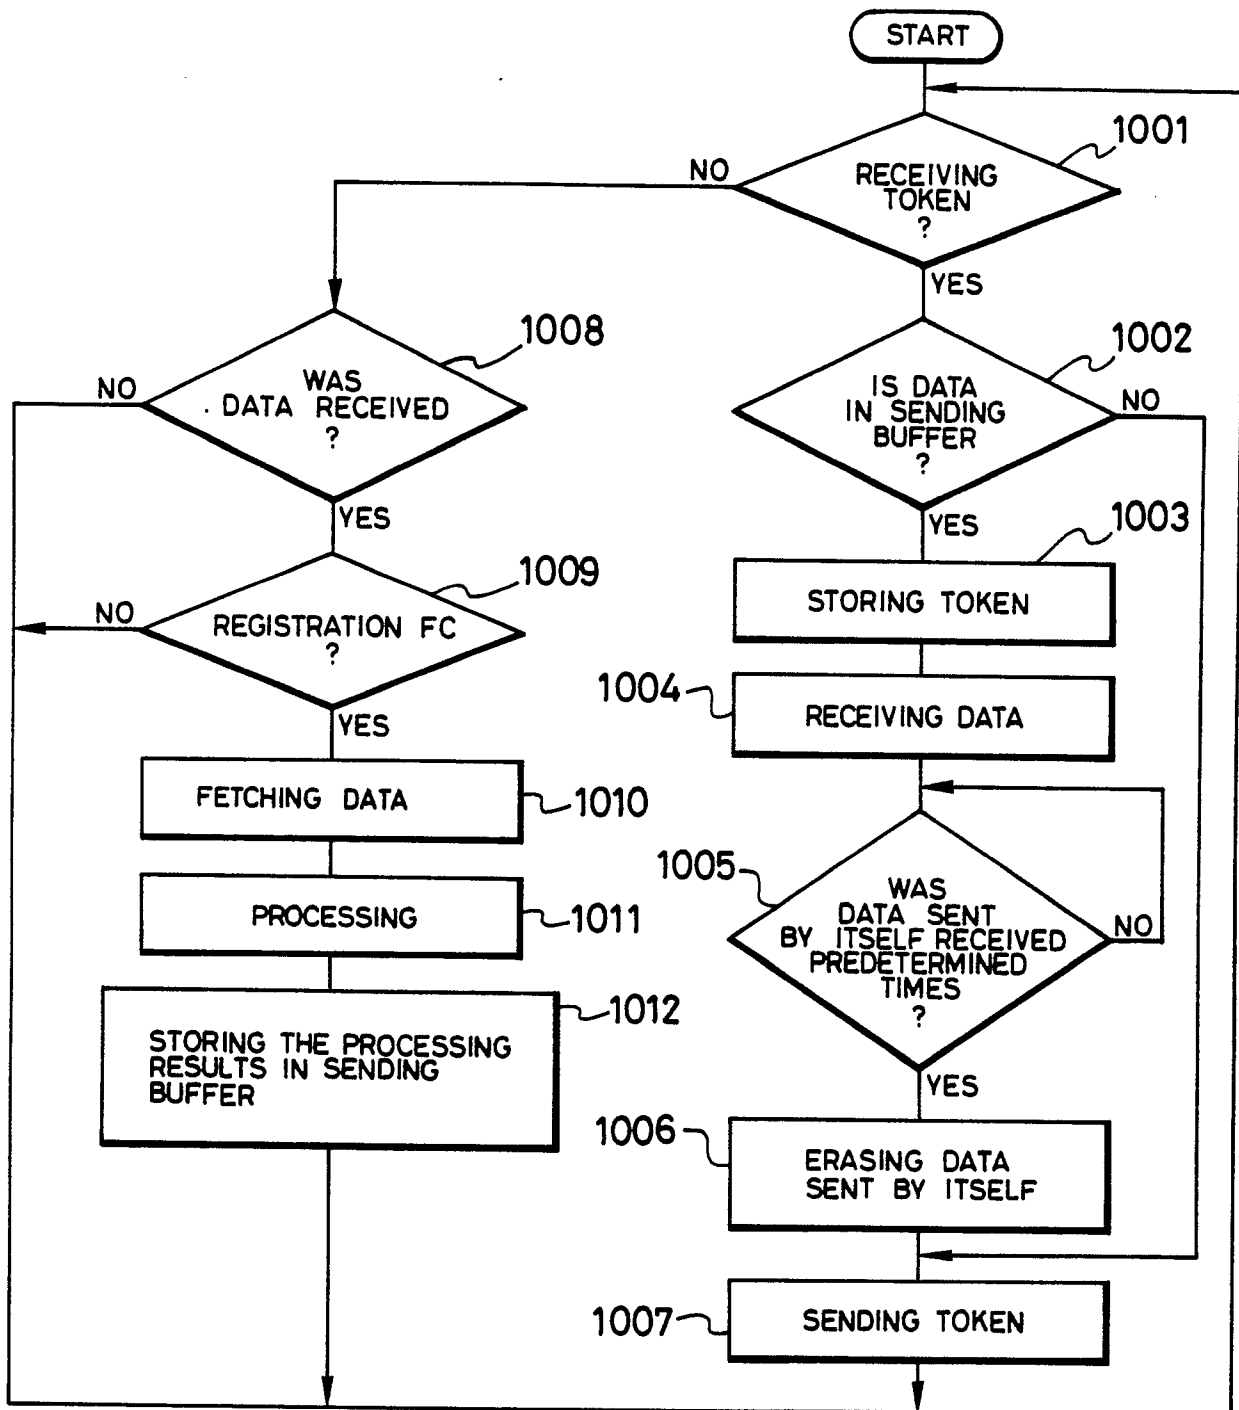 START
1001
RECEIVING
TOKEN
?
NO
YES
1008
WAS
DATA RECEIVED
?
NO
YES
1002
IS DATA
IN SENDING
BUFFER
?
NO
YES
1003
STORING TOKEN
1009
REGISTRATION FC
?
NO
YES
1004
RECEIVING DATA
FETCHING DATA
1010
1005
WAS
DATA SENT
BY ITSELF RECEIVED
PREDETERMINED
TIMES
?
NO
YES
PROCESSING
1011
1012
STORING THE PROCESSING
RESULTS IN SENDING
BUFFER
1006
ERASING DATA
SENT BY ITSELF
1007
SENDING TOKEN